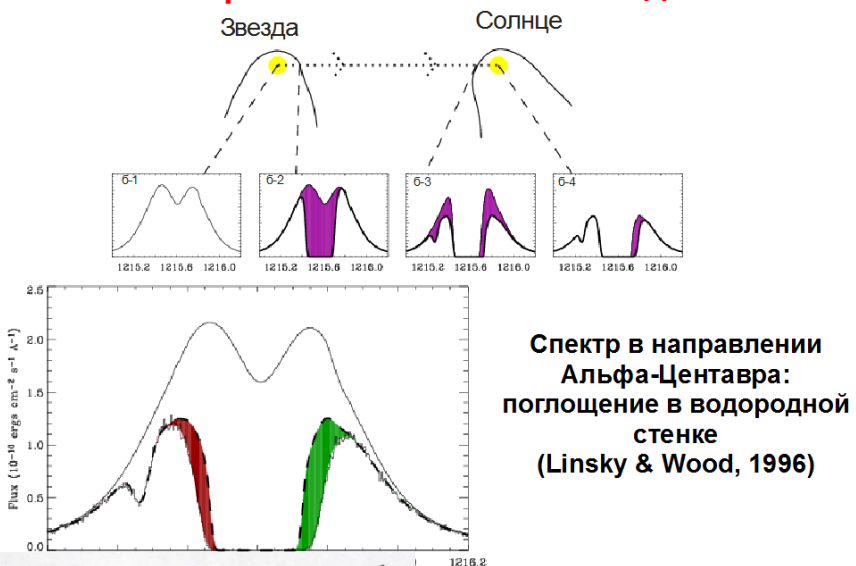 Звезда
Солнце
б-1
б-2
б-3
б-4
1215.2 1215.6 1216.0
1215.2 1215.6 1216.0
1215.2 1215.6 1216.0
1215.2 1215.6 1216.0
2.5
2.0
1.5
1.0
0.5
0.0
Flux (10⁻¹⁰ ergs cm⁻² s⁻¹ Å⁻¹)
1216.2
Спектр в направлении
Альфа-Центавра:
поглощение в водородной
стенке
(Linsky & Wood, 1996)